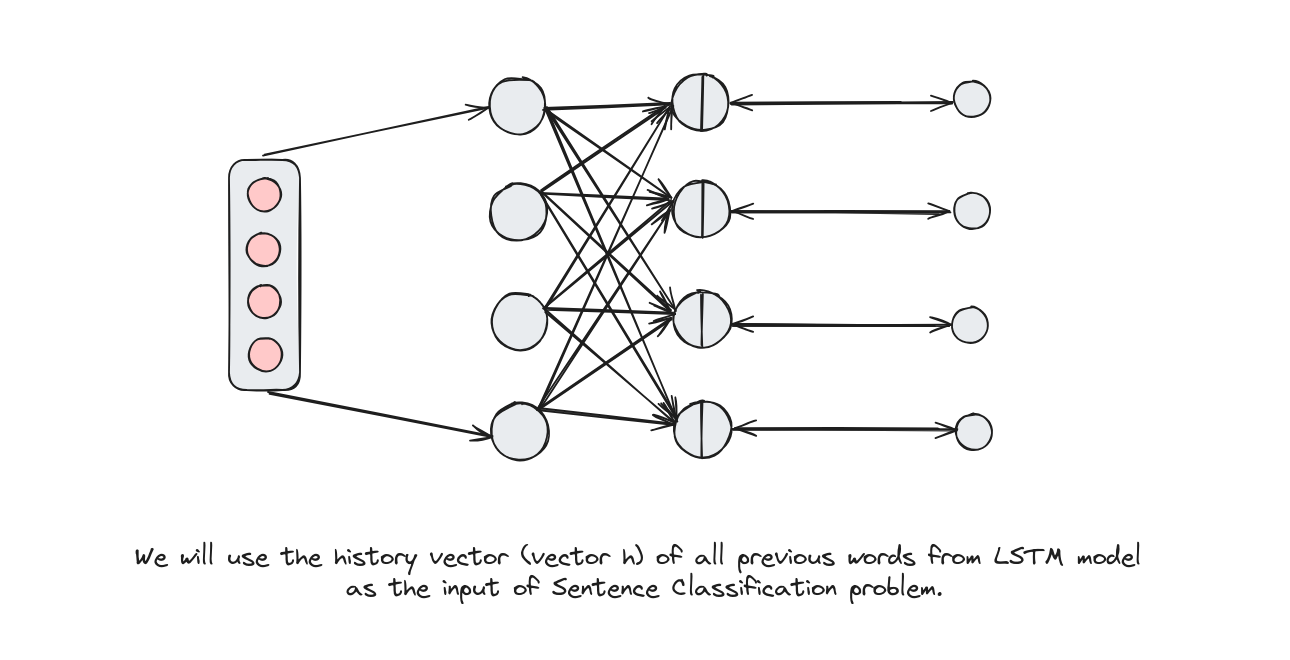 We will use the history vector (vector h) of all previous words from LSTM model
as the input of Sentence Classification problem.